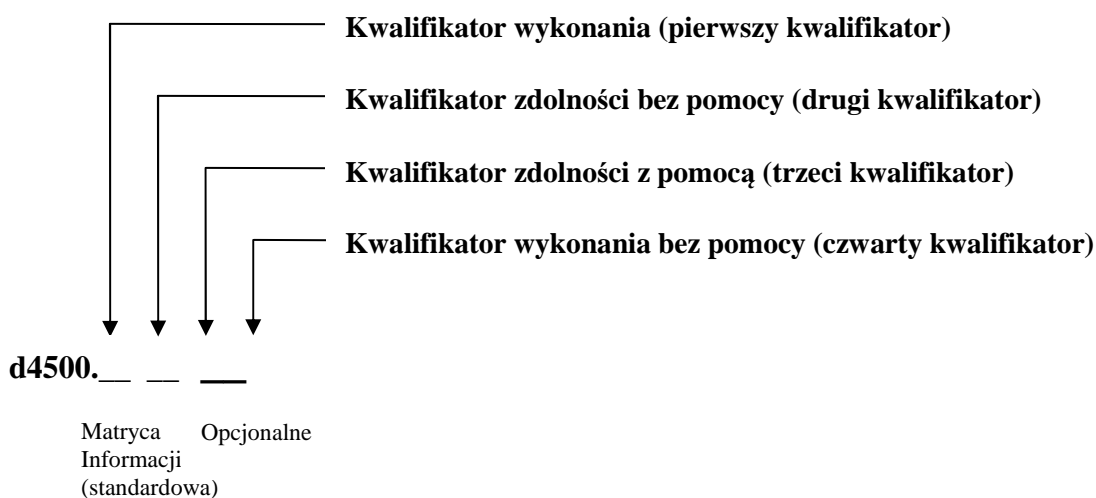 Kwalifikator wykonania (pierwszy kwalifikator)
Kwalifikator zdolności bez pomocy (drugi kwalifikator)
Kwalifikator zdolności z pomocą (trzeci kwalifikator)
Kwalifikator wykonania bez pomocy (czwarty kwalifikator)
d4500.__ __ __
Matryca Opcjonalne
Informacji
(standardowa)